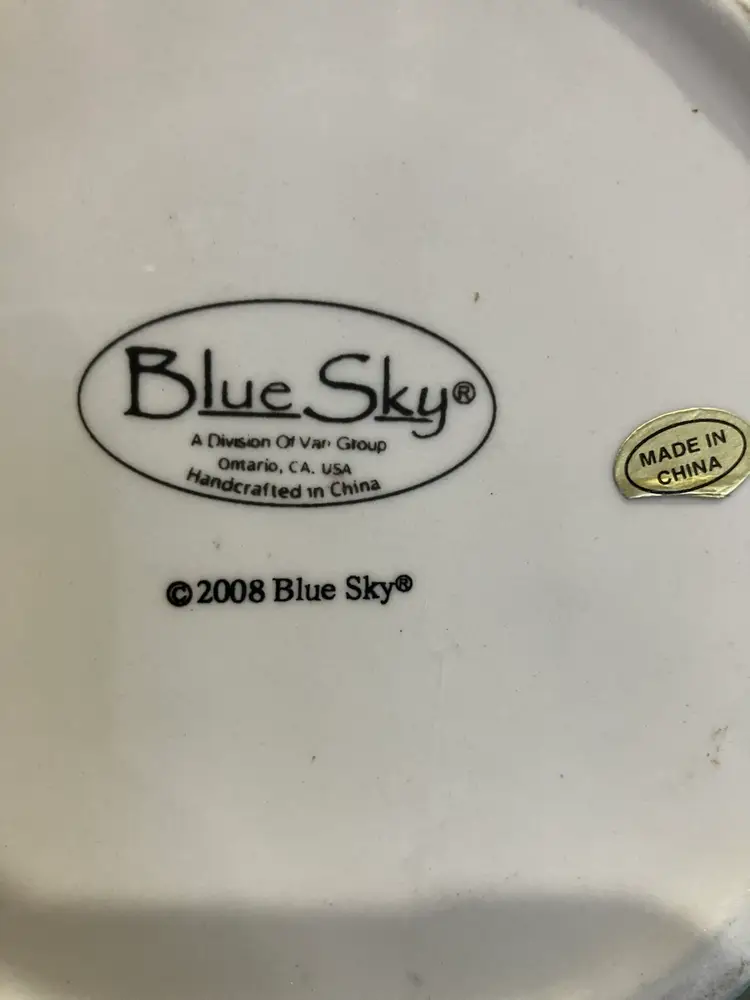 Blue Sky®
A Division Of Van Group
Ontario, CA. USA
Handcrafted in China
MADE IN
CHINA
© 2008 Blue Sky®